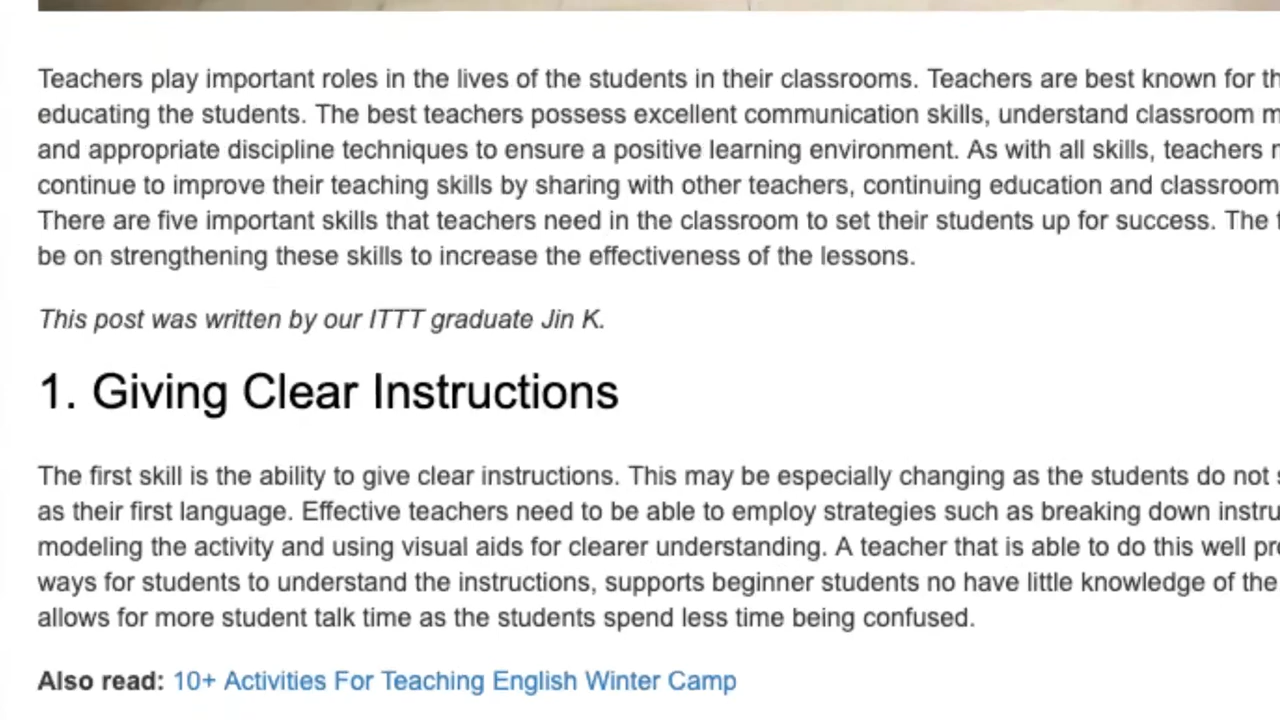 Teachers play important roles in the lives of the students in their classrooms. Teachers are best known for
educating the students. The best teachers possess excellent communication skills, understand classroom
and appropriate discipline techniques to ensure a positive learning environment. As with all skills, teachers
continue to improve their teaching skills by sharing with other teachers, continuing education and classroom
There are five important skills that teachers need in the classroom to set their students up for success. The
be on strengthening these skills to increase the effectiveness of the lessons.
This post was written by our ITTT graduate Jin K.
1. Giving Clear Instructions
The first skill is the ability to give clear instructions. This may be especially changing as the students do not
as their first language. Effective teachers need to be able to employ strategies such as breaking down
modeling the activity and using visual aids for clearer understanding. A teacher that is able to do this well
ways for students to understand the instructions, supports beginner students no have little knowledge of the
allows for more student talk time as the students spend less time being confused.
Also read: 10+ Activities For Teaching English Winter Camp